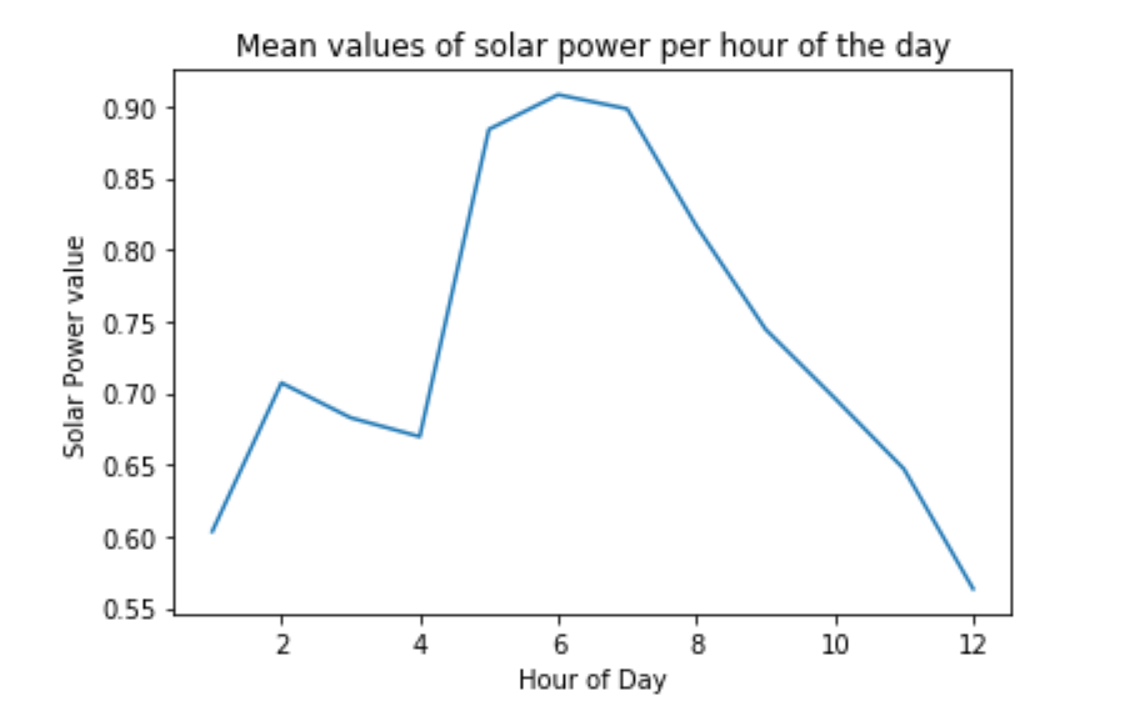 Mean values of solar power per hour of the day
0.90
0.85
0.80
0.75
0.70
0.65
0.60
0.55
Solar Power value
2 4 6 8 10 12
Hour of Day